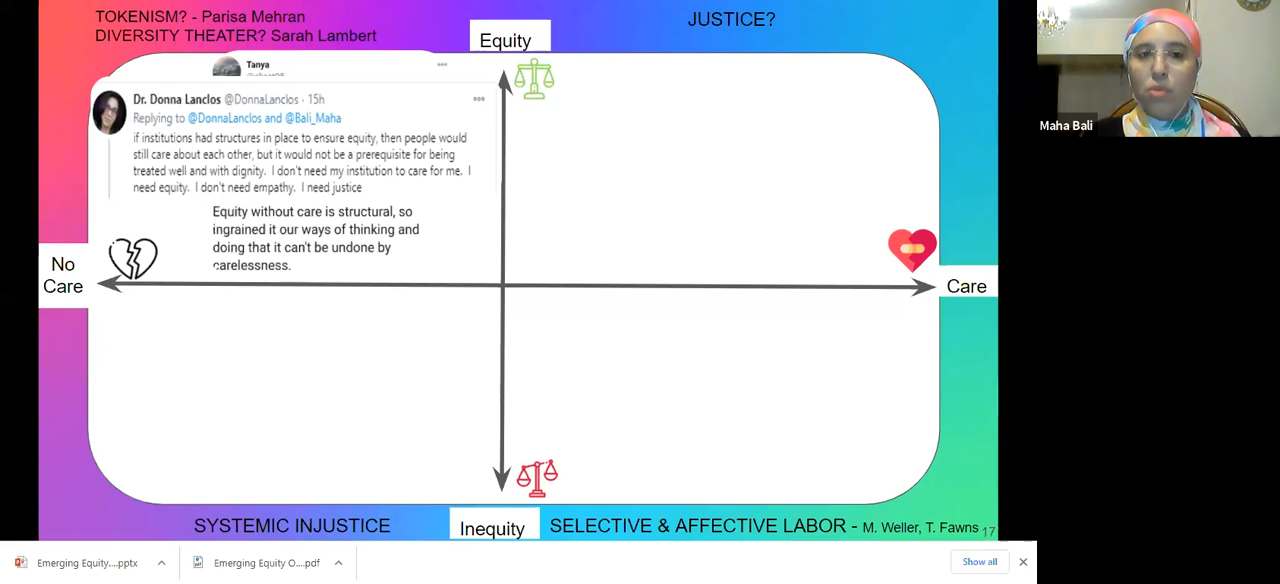 TOKENISM? - Parisa Mehran
DIVERSITY THEATER? Sarah Lambert
JUSTICE?
Equity
Tanya
Dr. Donna Lanclos @DonnaLanclos · 15h
Replying to @DonnaLanclos and @Bali_Maha
if institutions had structures in place to ensure equity, then people would
still care about each other, but it would not be a prerequisite for being
treated well and with dignity. I don't need my institution to care for me. I
need equity. I don't need empathy. I need justice
Equity without care is structural, so
ingrained it our ways of thinking and
doing that it can't be undone by
carelessness.
No
Care
Care
SYSTEMIC INJUSTICE
Inequity
SELECTIVE & AFFECTIVE LABOR - M. Weller, T. Fawns
17
Maha Bali
Emerging Equity....pptx
Emerging Equity O....pdf
Show all